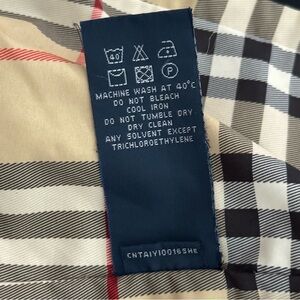 40
P
MACHINE WASH AT 40°C
DO NOT BLEACH
COOL IRON
DO NOT TUMBLE DRY
DRY CLEAN
ANY SOLVENT EXCEPT
TRICHLOROETHYLENE
CNTAIYI0016SHE